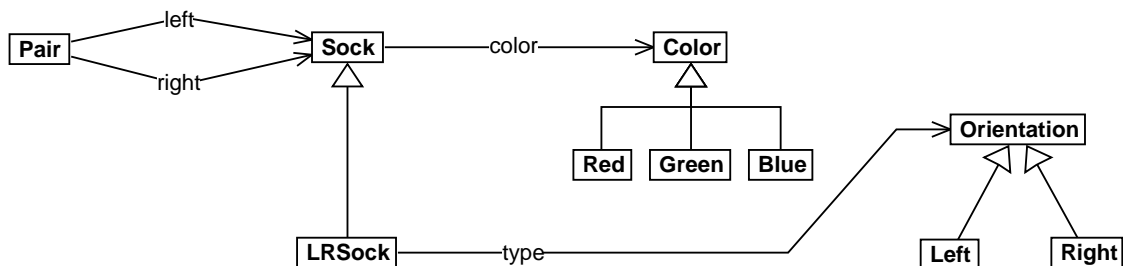 left
Pair
Sock
color
Color
right
Orientation
Red
Green
Blue
LRSock
type
Left
Right